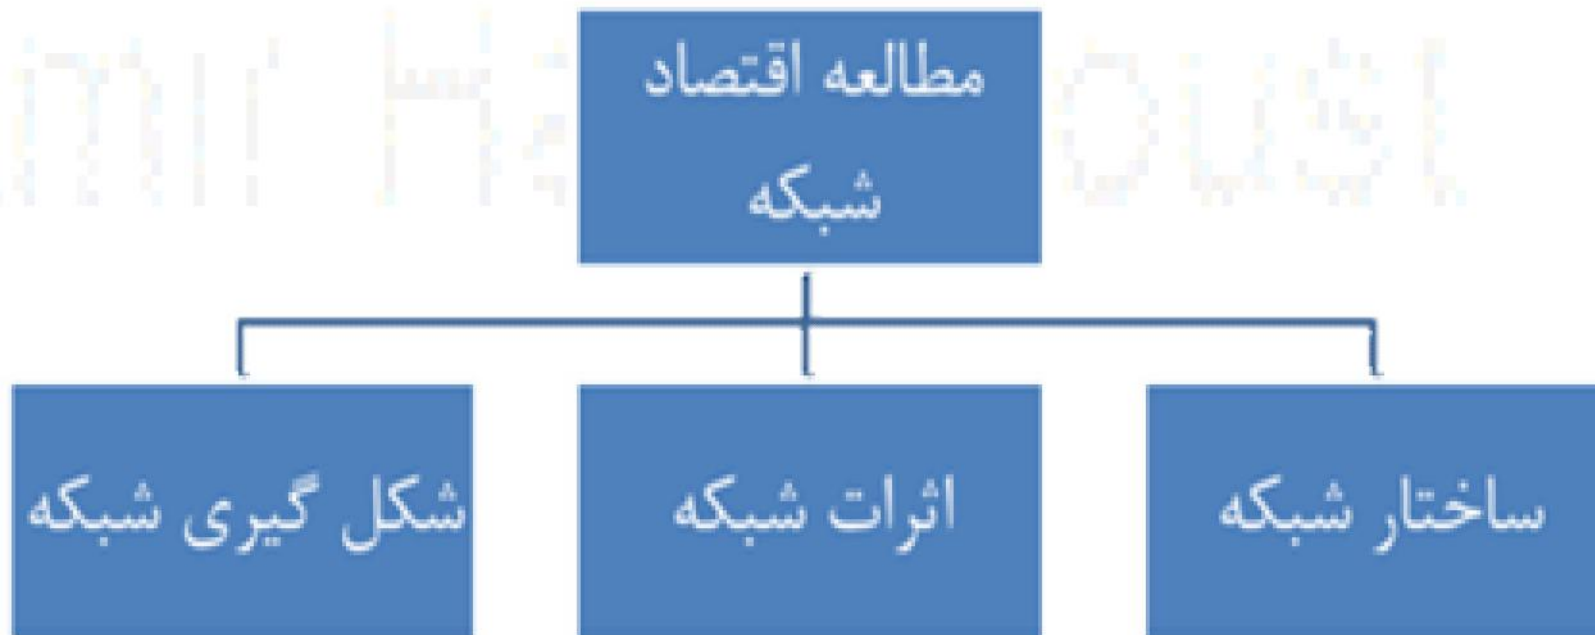 مطالعه اقتصاد
شبکه
ساختار شبکه
اثرات شبکه
شکل گیری شبکه